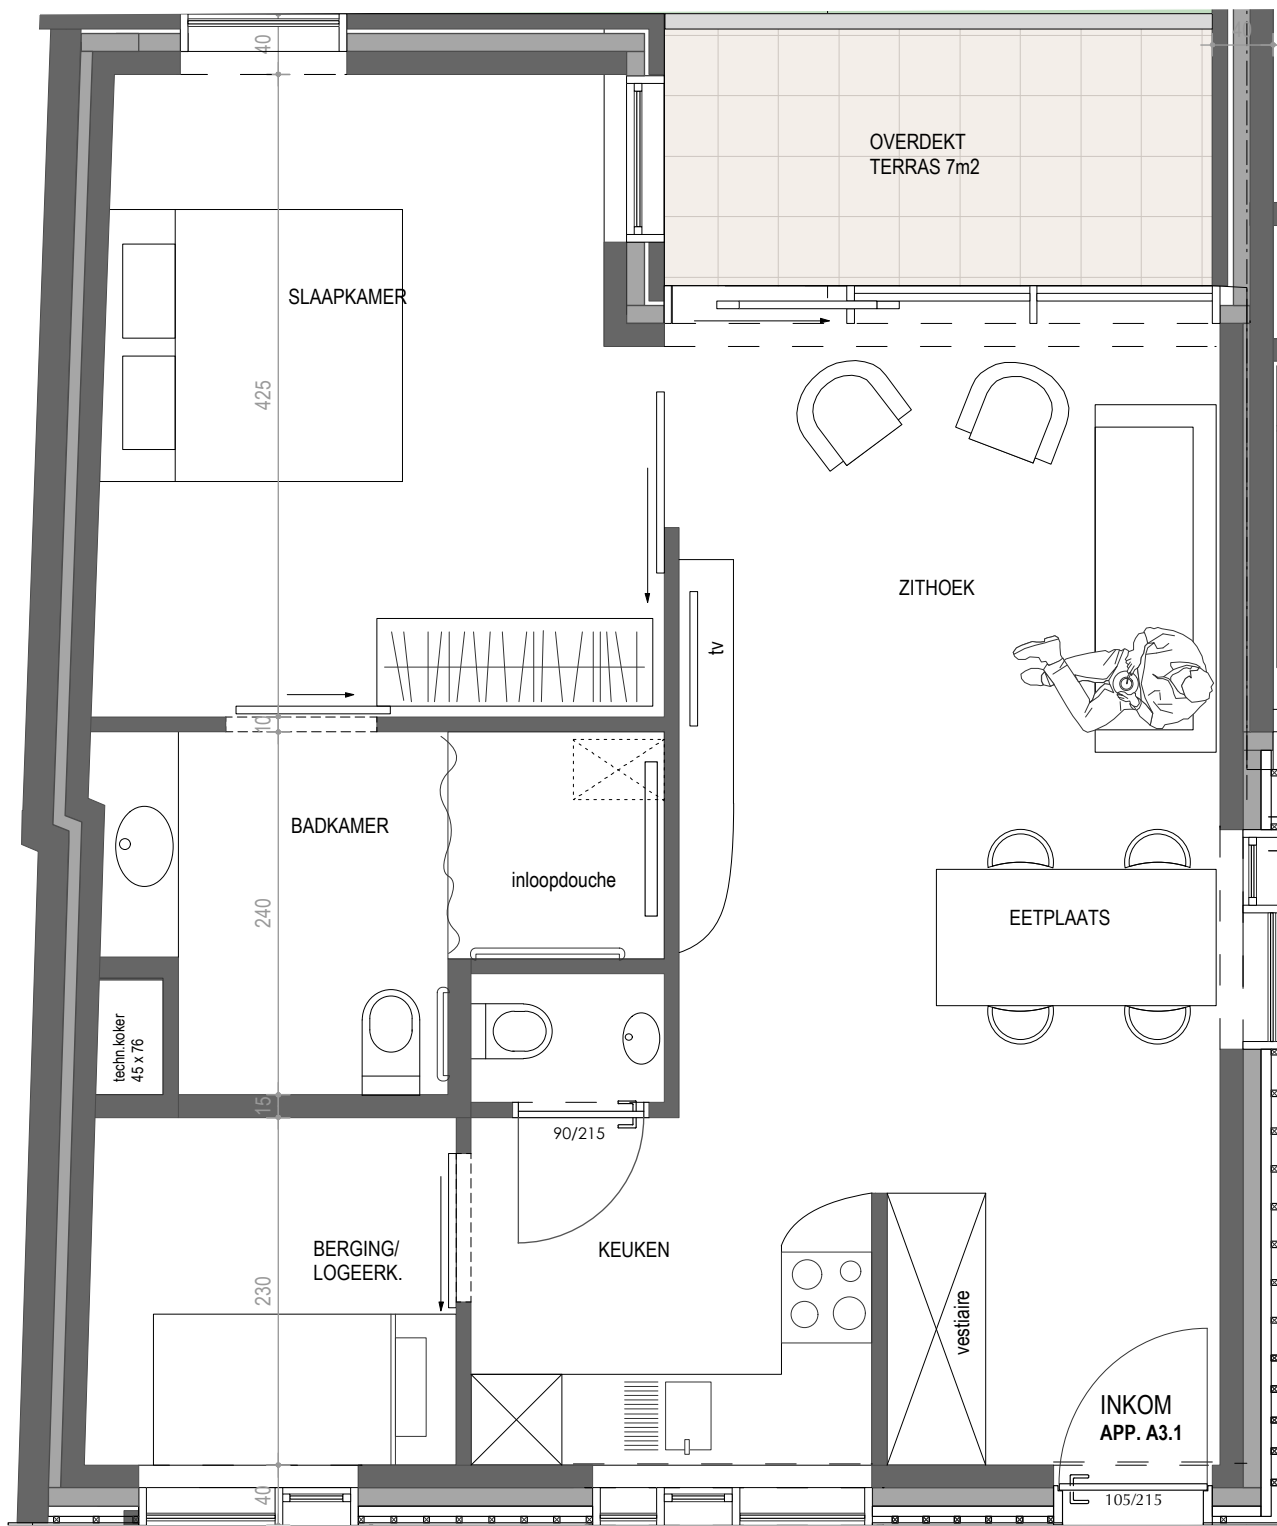 40
40
OVERDEKT
TERRAS 7m2
SLAAPKAMER
425
ZITHOEK
tv
10
BADKAMER
inloopdouche
240
EETPLAATS
techn.koker
45 x 76
15
90/215
BERGING/
LOGEERK.
KEUKEN
230
vestiaire
INKOM
APP. A3.1
40
105/215